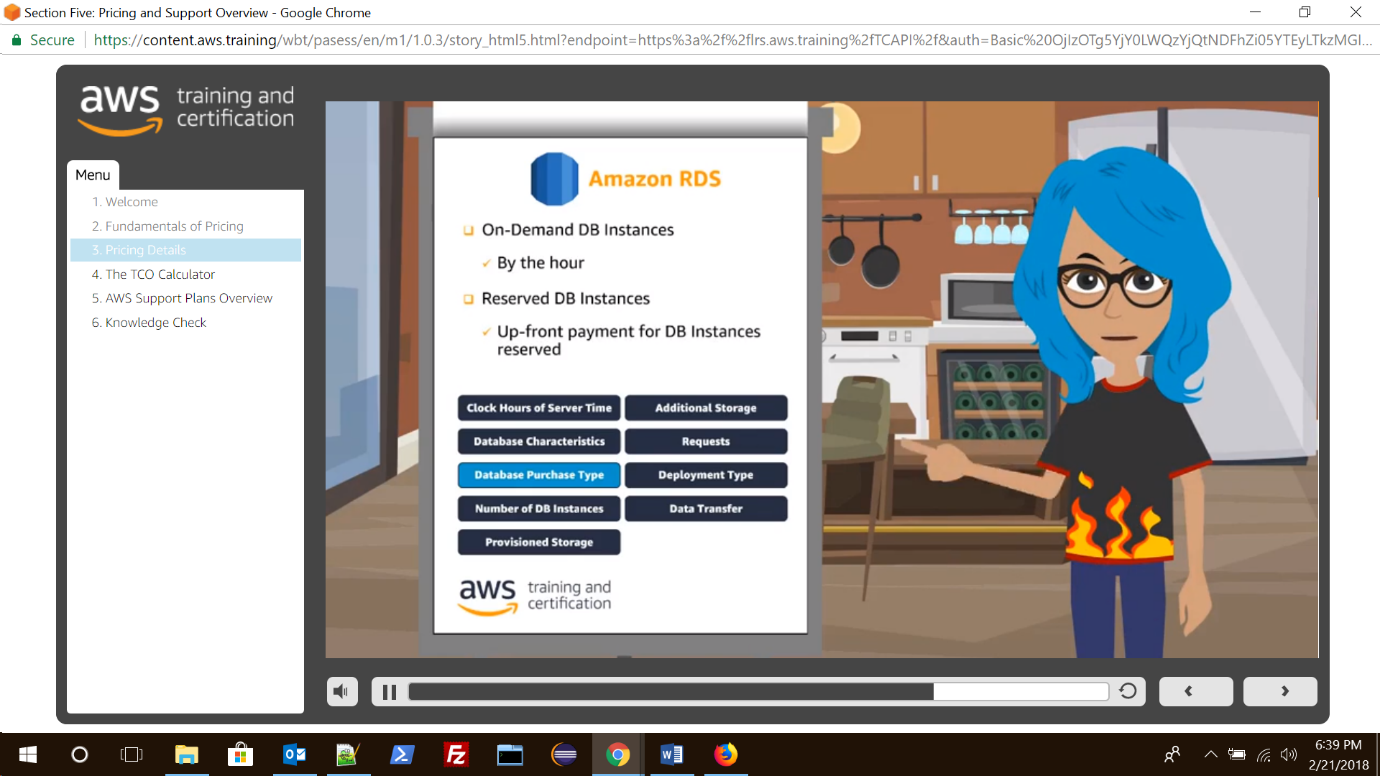 Section Five: Pricing and Support Overview - Google Chrome
Secure
https://content.aws.training/wbt/pasess/en/m1/1.0.3/story_html5.html?endpoint=https%3a%2f%2flrs.aws.training%2fTCAPI%2f&auth=Basic%20OjIzOTg5YjY0LWQzYjQtNDFhZi05YTEyLTkzMGI...
aws training and
certification
Menu
1. Welcome
2. Fundamentals of Pricing
3. Pricing Details
4. The TCO Calculator
5. AWS Support Plans Overview
6. Knowledge Check
Amazon RDS
On-Demand DB Instances
By the hour
Reserved DB Instances
Up-front payment for DB Instances
reserved
Clock Hours of Server Time
Additional Storage
Database Characteristics
Requests
Database Purchase Type
Deployment Type
Number of DB Instances
Data Transfer
Provisioned Storage
aws training and
certification
6:39 PM
2/21/2018